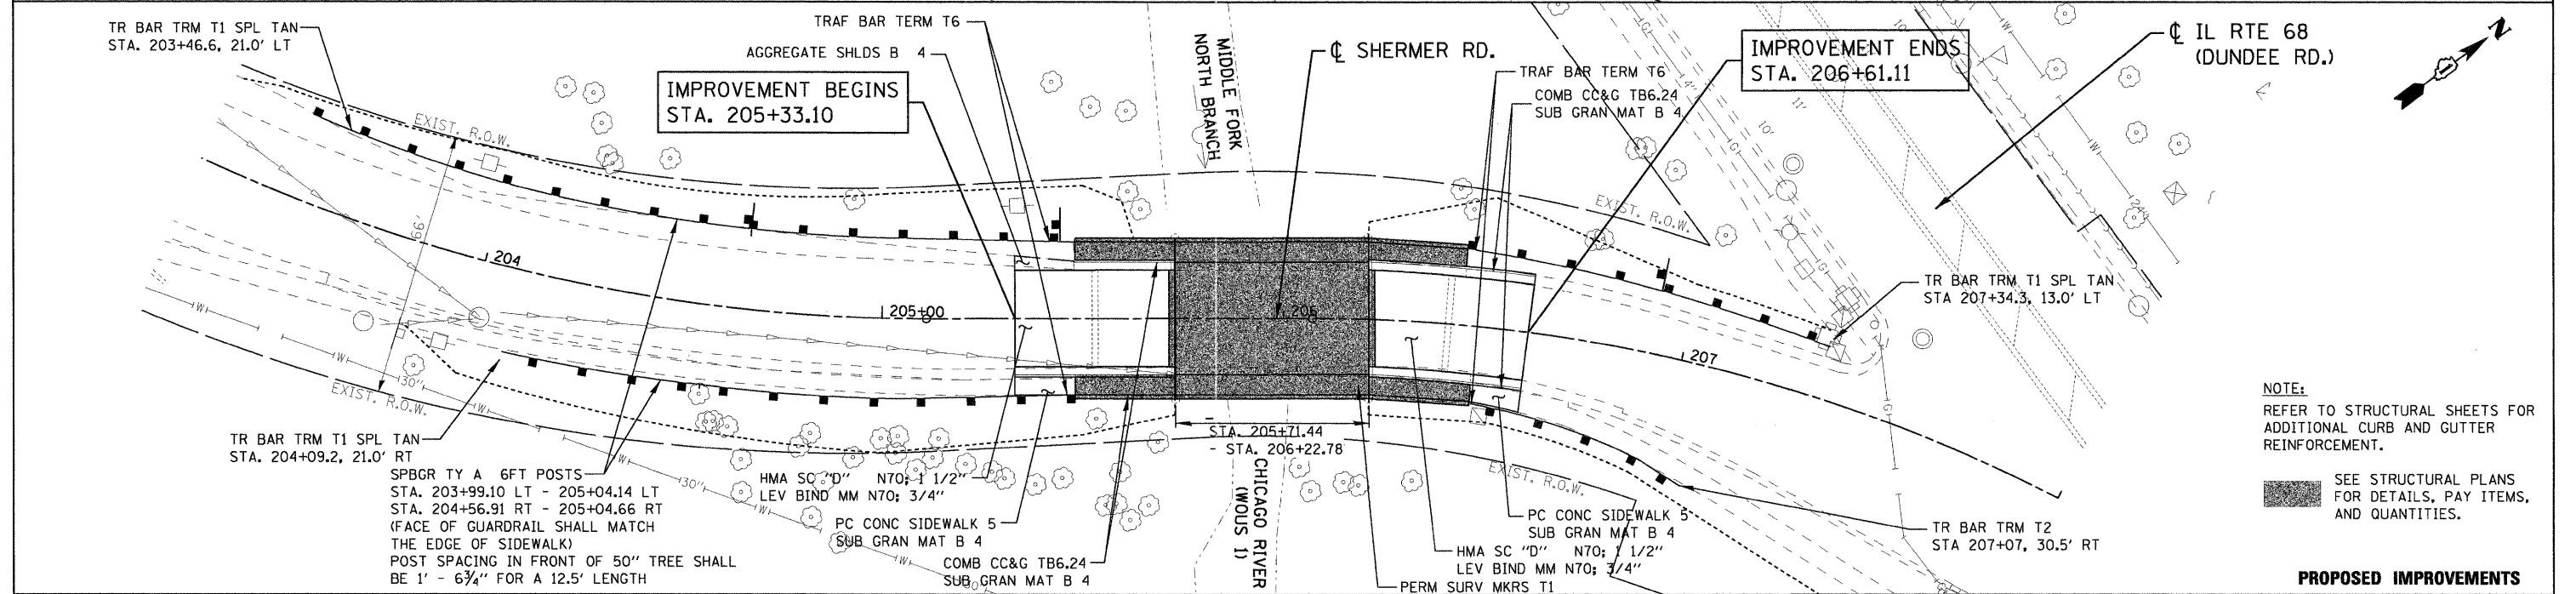 TR BAR TRM T1 SPL TAN
STA. 203+46.6, 21.0' LT
TRAF BAR TERM T6
AGGREGATE SHLDS B 4
IMPROVEMENT BEGINS
STA. 205+33.10
MIDDLE FORK
NORTH BRANCH
℄ SHERMER RD.
TRAF BAR TERM T6
COMB CC&G TB6.24
SUB GRAN MAT B 4
IMPROVEMENT ENDS
STA. 206+61.11
℄ IL RTE 68
(DUNDEE RD.)
N
EXIST. R.O.W.
EXIST. R.O.W.
66'
204
205+00
206
207
10'
11'
10'
24"
TR BAR TRM T1 SPL TAN
STA 207+34.3, 13.0' LT
EXIST. R.O.W.
30"
30"
30"
EXIST. R.O.W.
TR BAR TRM T1 SPL TAN
STA. 204+09.2, 21.0' RT
SPBGR TY A 6FT POSTS
STA. 203+99.10 LT - 205+04.14 LT
STA. 204+56.91 RT - 205+04.66 RT
(FACE OF GUARDRAIL SHALL MATCH
THE EDGE OF SIDEWALK)
POST SPACING IN FRONT OF 50" TREE SHALL
BE 1' - 6¾" FOR A 12.5' LENGTH
HMA SC "D" N70; 1 1/2"
LEV BIND MM N70; 3/4"
PC CONC SIDEWALK 5
SUB GRAN MAT B 4
COMB CC&G TB6.24
SUB GRAN MAT B 4
STA. 205+71.44
- STA. 206+22.78
CHICAGO RIVER
(WOUS 1)
PC CONC SIDEWALK 5
SUB GRAN MAT B 4
HMA SC "D" N70; 1 1/2"
LEV BIND MM N70; 3/4"
PERM SURV MKRS T1
TR BAR TRM T2
STA 207+07, 30.5' RT
NOTE:
REFER TO STRUCTURAL SHEETS FOR
ADDITIONAL CURB AND GUTTER
REINFORCEMENT.
SEE STRUCTURAL PLANS
FOR DETAILS, PAY ITEMS,
AND QUANTITIES.
PROPOSED IMPROVEMENTS